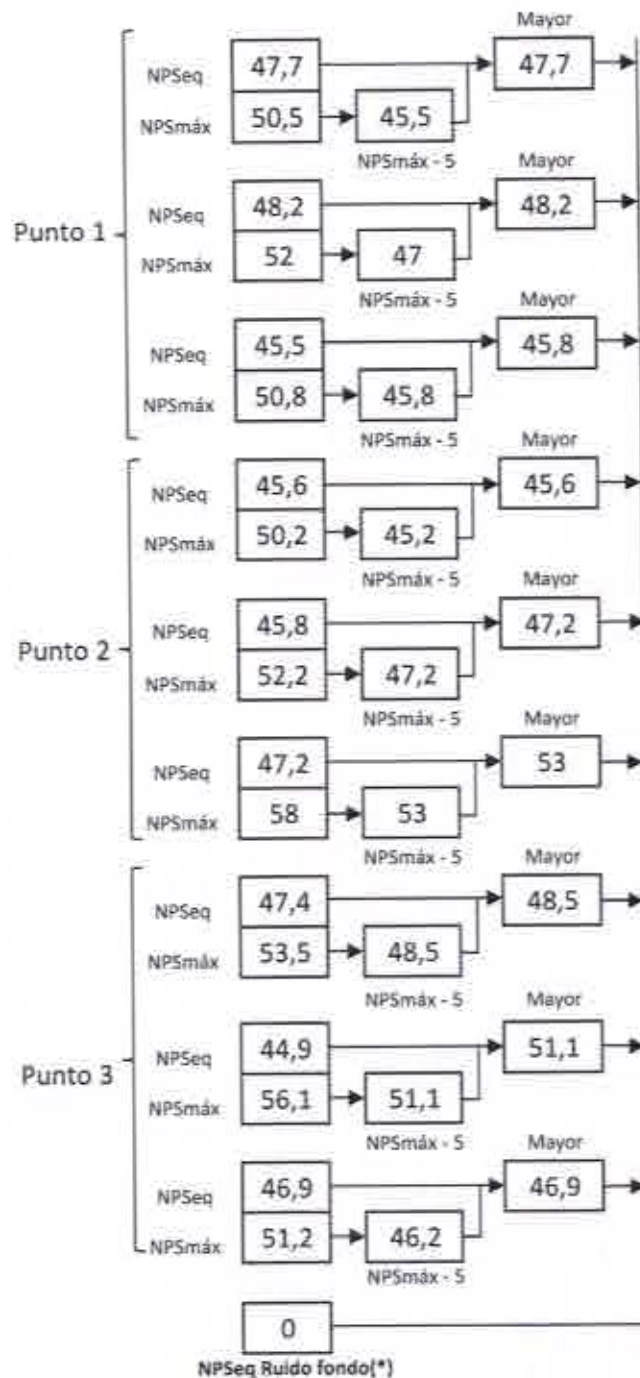 Mayor
NPSeq 47,7 47,7
NPSmáx 50,5 45,5
NPSmáx - 5
Mayor
Punto 1
NPSeq 48,2 48,2
NPSmáx 52 47
NPSmáx - 5
Mayor
NPSeq 45,5 45,8
NPSmáx 50,8 45,8
NPSmáx - 5
Mayor
NPSeq 45,6 45,6
NPSmáx 50,2 45,2
NPSmáx - 5
Mayor
Punto 2
NPSeq 45,8 47,2
NPSmáx 52,2 47,2
NPSmáx - 5
Mayor
NPSeq 47,2 53
NPSmáx 58 53
NPSmáx - 5
Mayor
NPSeq 47,4 48,5
NPSmáx 53,5 48,5
NPSmáx - 5
Mayor
Punto 3
NPSeq 44,9 51,1
NPSmáx 56,1 51,1
NPSmáx - 5
Mayor
NPSeq 46,9 46,9
NPSmáx 51,2 46,2
NPSmáx - 5
0
NPSeq Ruido fondo(*)